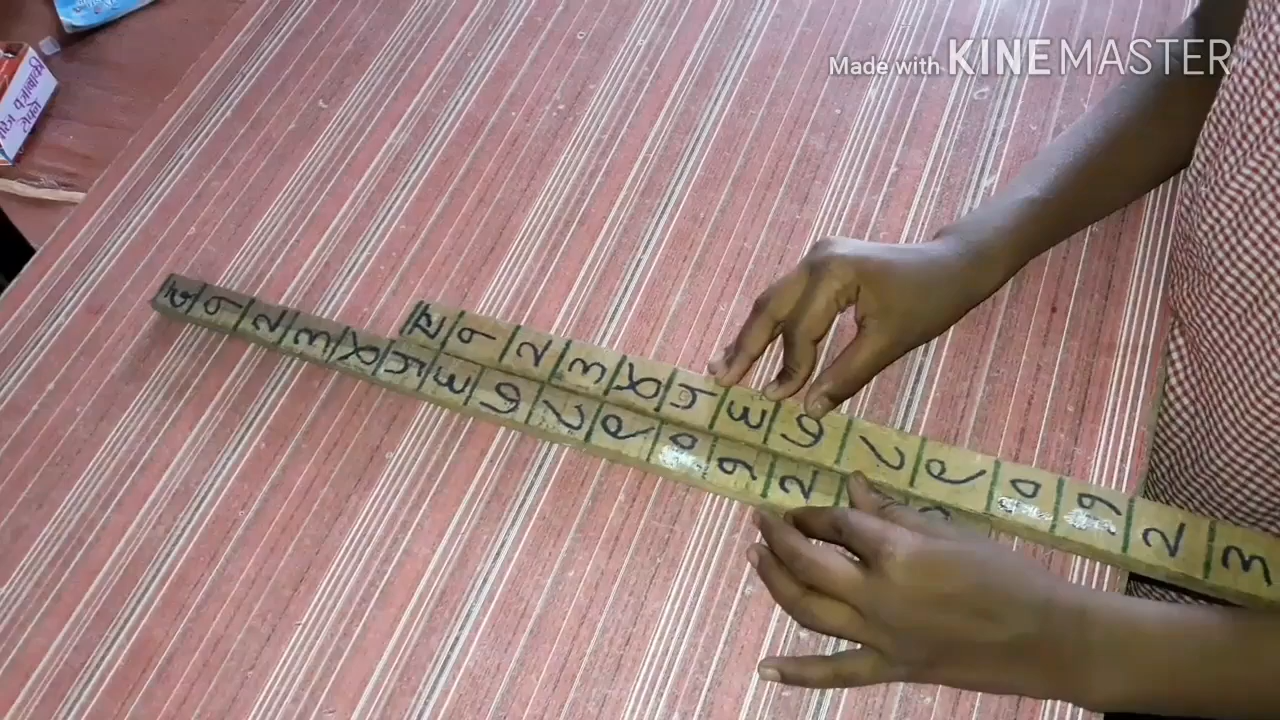 Made with KINEMASTER
१ २ ३ ४ ५ ६ ७ ८ ९ ० १ २ ३
१ २ ३ ४ ५ ६ ७ ८ ९ ० १ २